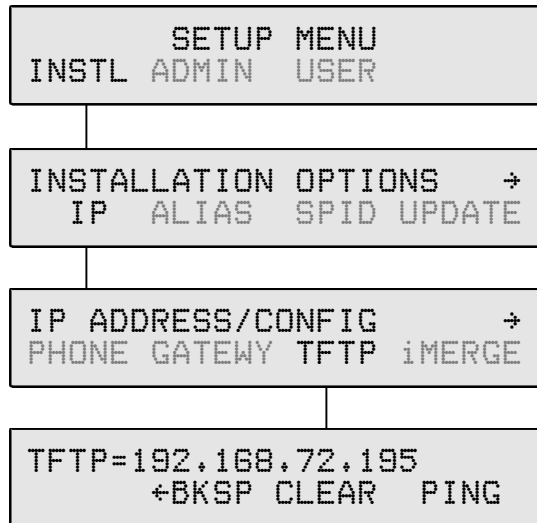 SETUP MENU
INSTL ADMIN USER
INSTALLATION OPTIONS →
IP ALIAS SPID UPDATE
IP ADDRESS/CONFIG →
PHONE GATEWY TFTP iMERGE
TFTP=192.168.72.195
←BKSP CLEAR PING